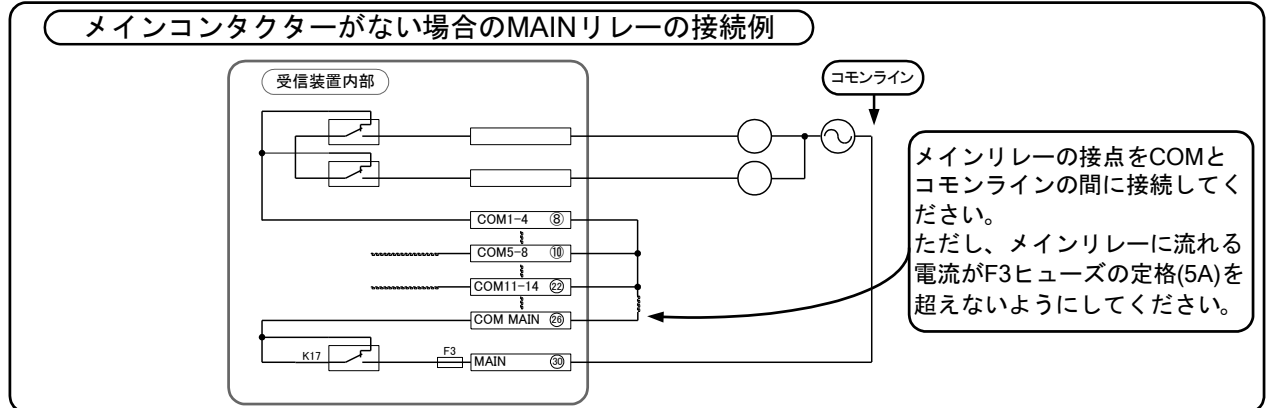 メインコンタクターがない場合のMAINリレーの接続例
受信装置内部
コモンライン
メインリレーの接点をCOMと
コモンラインの間に接続してく
ださい。
ただし、メインリレーに流れる
電流がF3ヒューズの定格(5A)を
超えないようにしてください。
COM1-4 ⑧
COM5-8 ⑩
COM11-14 ㉒
COM MAIN ㉖
K17
F3
MAIN ㉚